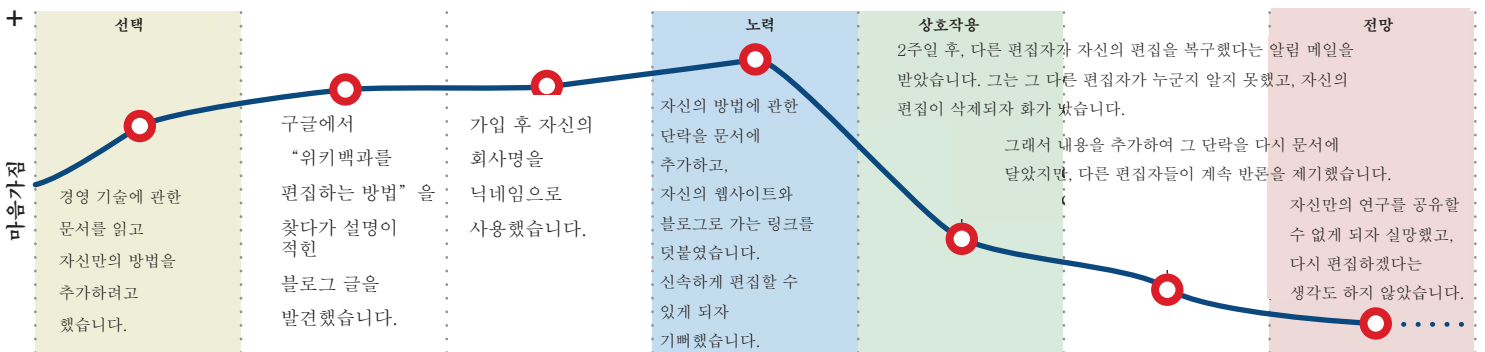 +
마음가짐
선택
경영 기술에 관한
문서를 읽고
자신만의 방법을
추가하려고
했습니다.
구글에서
“위키백과를
편집하는 방법” 을
찾다가 설명이
적힌
블로그 글을
발견했습니다.
가입 후 자신의
회사명을
닉네임으로
사용했습니다.
노력
자신의 방법에 관한
단락을 문서에
추가하고,
자신의 웹사이트와
블로그로 가는 링크를
덧붙였습니다.
신속하게 편집할 수
있게 되자
기뻐했습니다.
상호작용
2주일 후, 다른 편집자가 자신의 편집을 복구했다는 알림 메일을
받았습니다. 그는 그 다른 편집자가 누군지 알지 못했고, 자신의
편집이 삭제되자 화가 났습니다.
그래서 내용을 추가하여 그 단락을 다시 문서에
달았지만, 다른 편집자들이 계속 반론을 제기했습니다.
전망
자신만의 연구를 공유할
수 없게 되자 실망했고,
다시 편집하겠다는
생각도 하지 않았습니다.